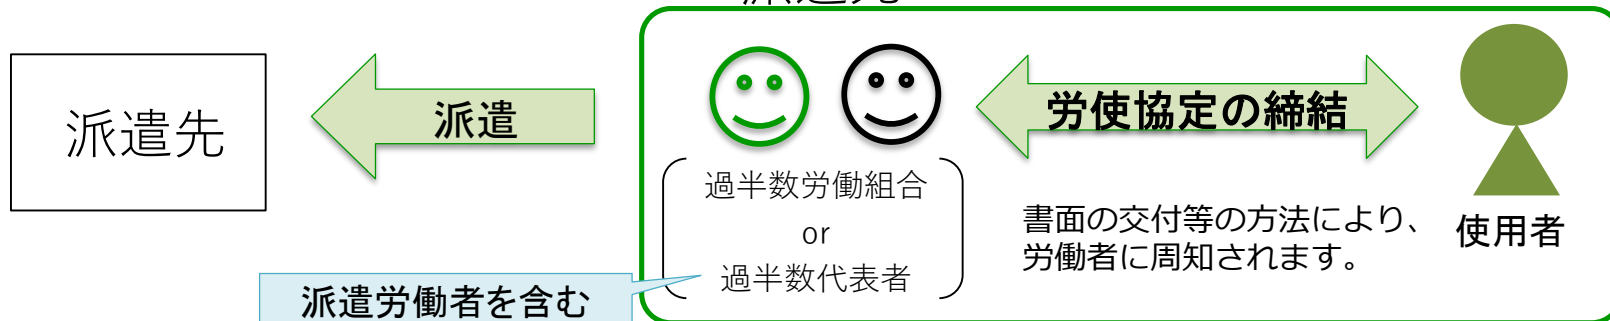 派遣先
派遣
労使協定の締結
過半数労働組合
or
過半数代表者
書面の交付等の方法により、
労働者に周知されます。
使用者
派遣労働者を含む